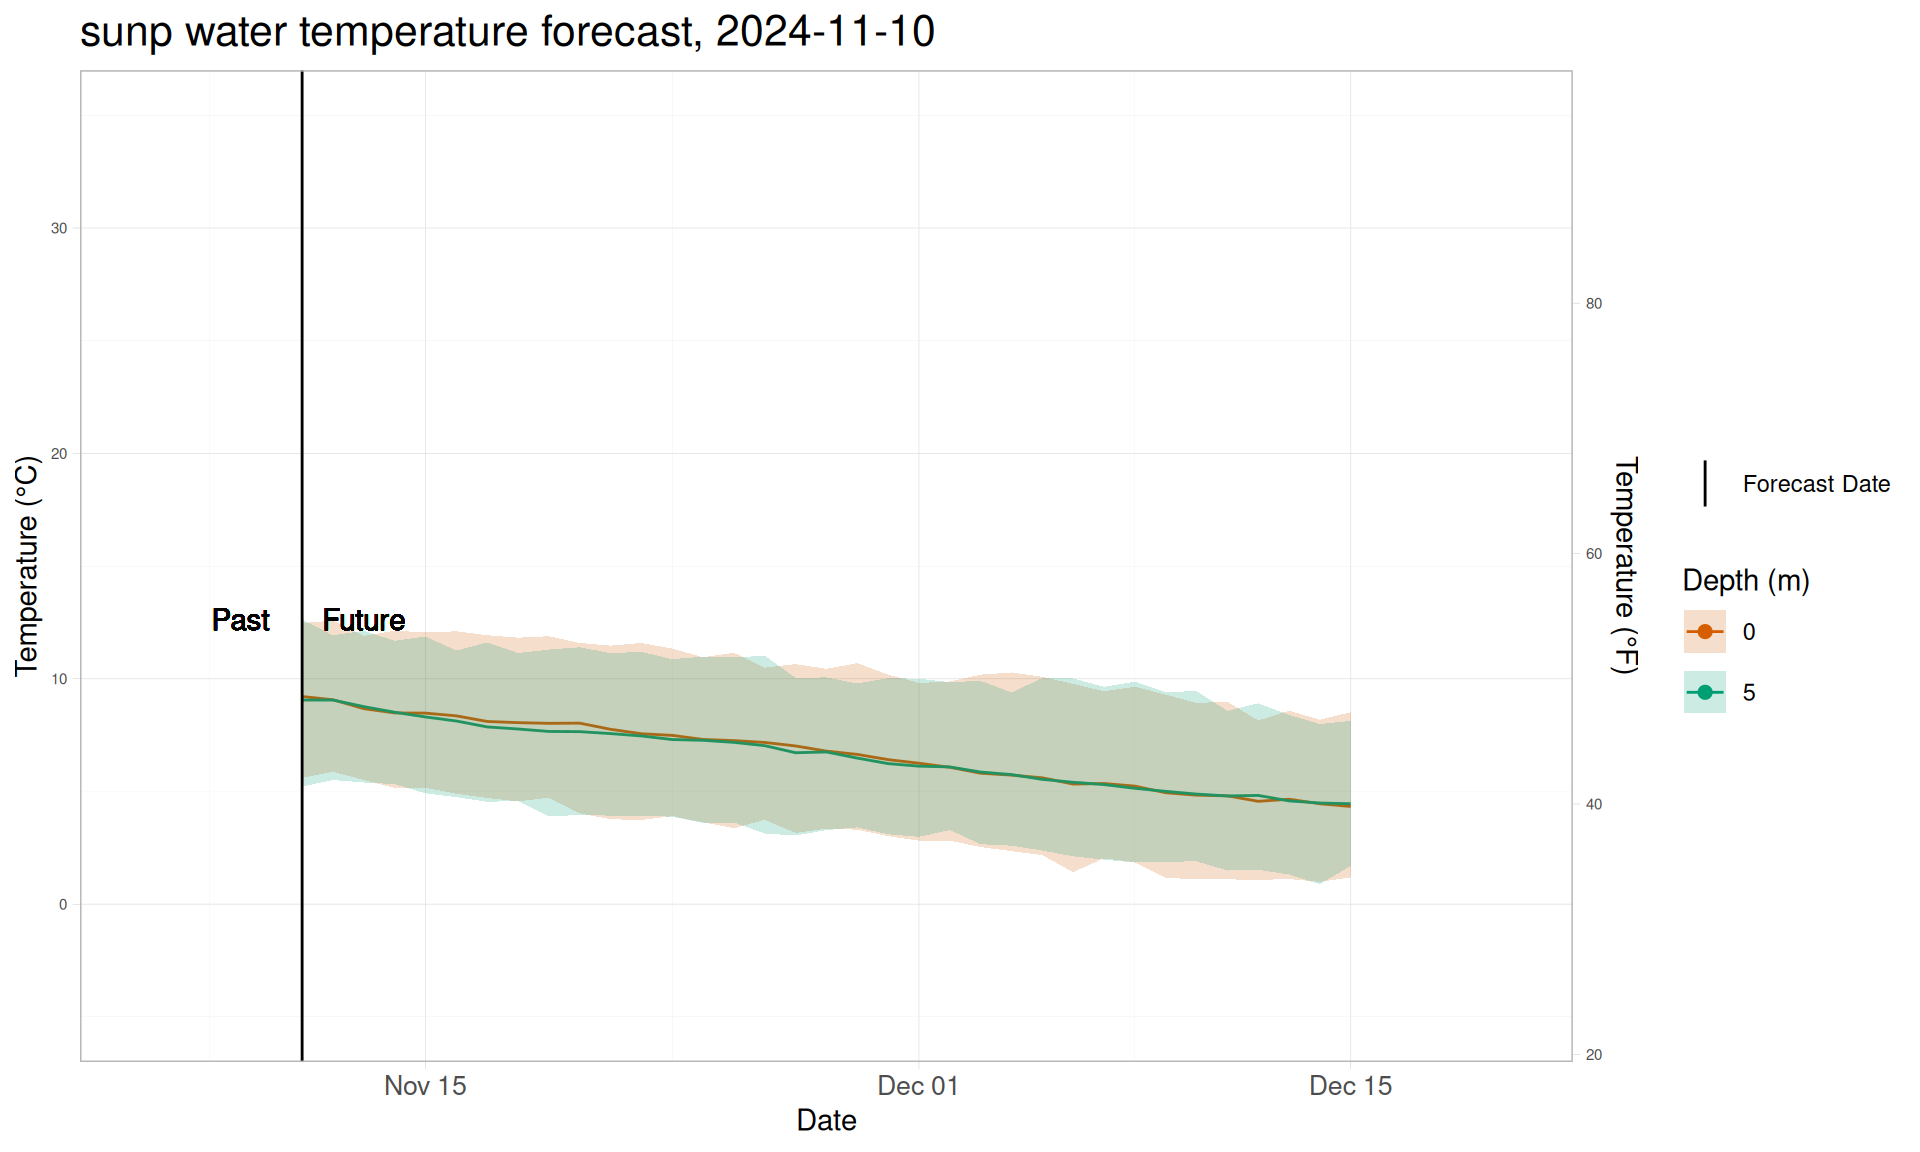 sunp water temperature forecast, 2024-11-10
Temperature (°C)
30
20
10
0
Past
Future
80
60
40
20
Temperature (°F)
Nov 15
Dec 01
Dec 15
Date
Forecast Date
Depth (m)
0
5